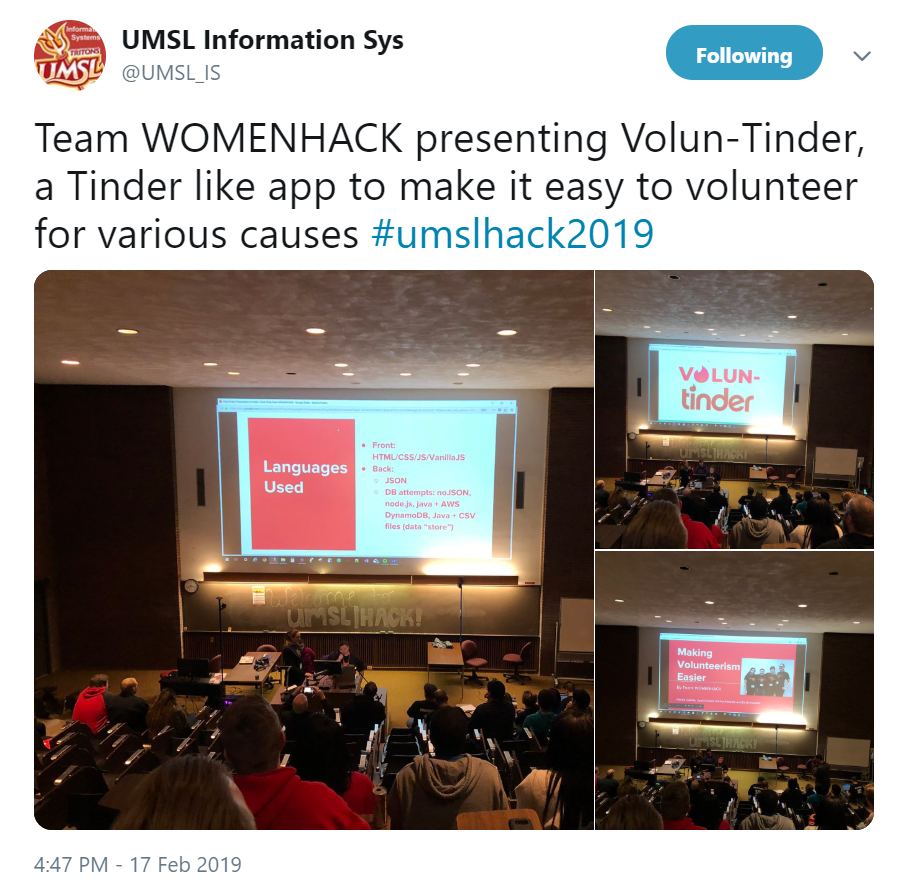 Informat
Systems
TRITONS
UMSL
UMSL Information Sys
@UMSL_IS
Following
Team WOMENHACK presenting Volun-Tinder,
a Tinder like app to make it easy to volunteer
for various causes #umslhack2019
Languages
Used
Front:
HTML/CSS/JS/VanillaJS
Back:
JSON
DB attempts: noJSON,
node.js, java + AWS
DynamoDB, Java + CSV
files (data “store”)
Welcome to
UMSL|HACK!
VOLUN-
tinder
UMSL|HACK!
Making
Volunteerism
Easier
By Team WOMENHACK
UMSL|HACK!
4:47 PM - 17 Feb 2019